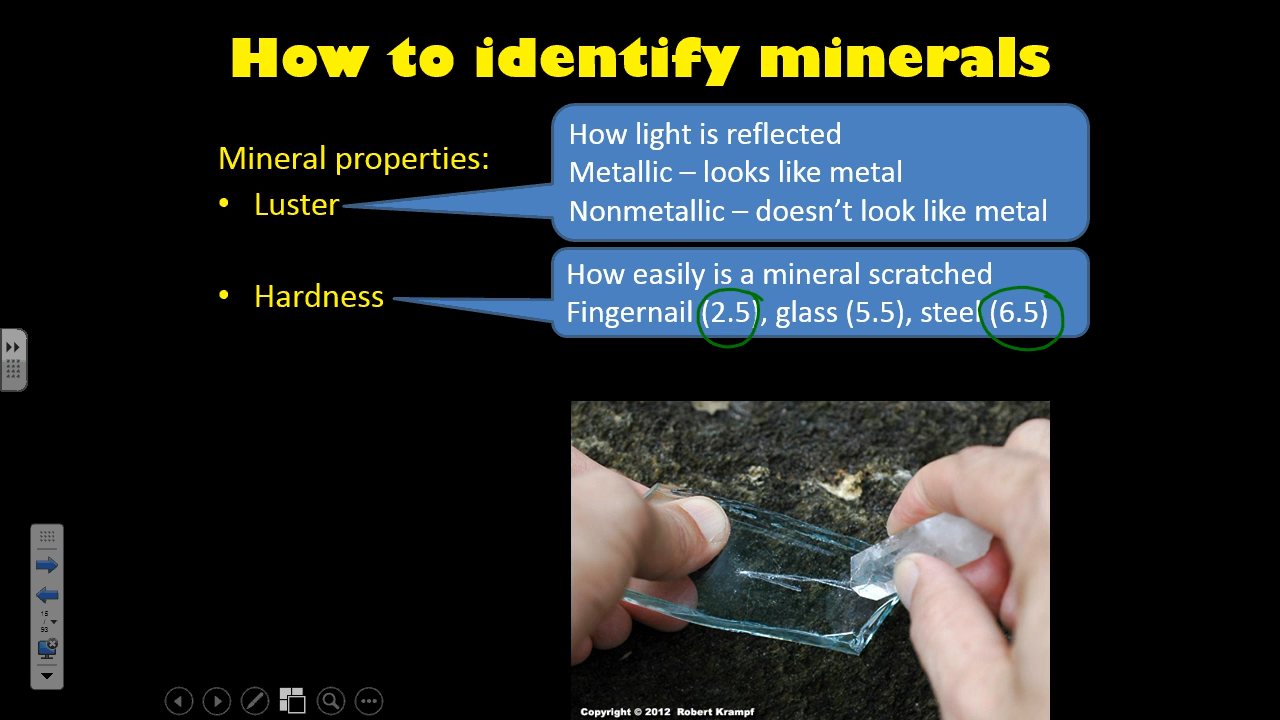 How to identify minerals
Mineral properties:
• Luster
How light is reflected
Metallic – looks like metal
Nonmetallic – doesn’t look like metal
• Hardness
How easily is a mineral scratched
Fingernail (2.5), glass (5.5), steel (6.5)
15
/
93
Copyright © 2012 Robert Krampf